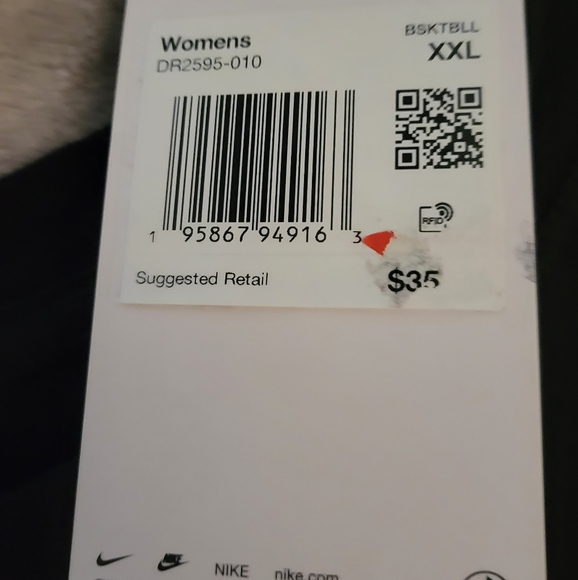 Womens
BSKTBLL
DR2595-010
XXL
RFID
1 95867 94916 3
Suggested Retail
$35
NIKE nike.com